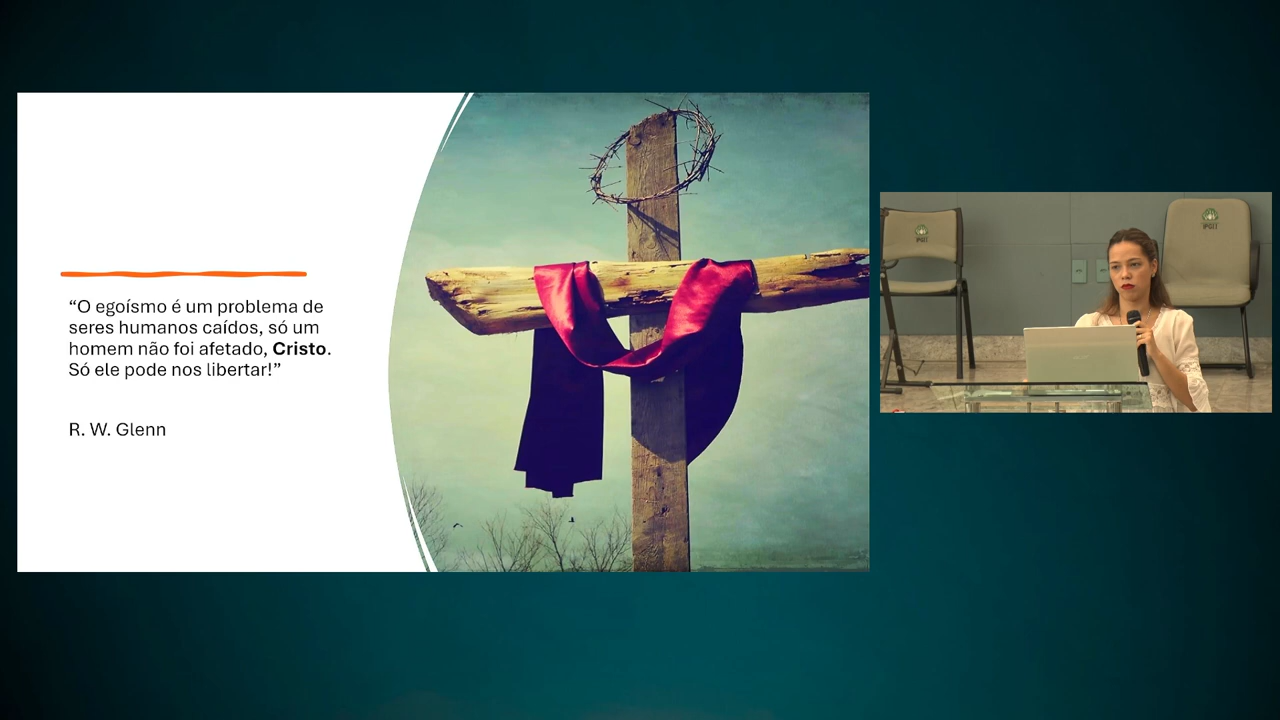 “O egoísmo é um problema de
seres humanos caídos, só um
homem não foi afetado, Cristo.
Só ele pode nos libertar!”
R. W. Glenn